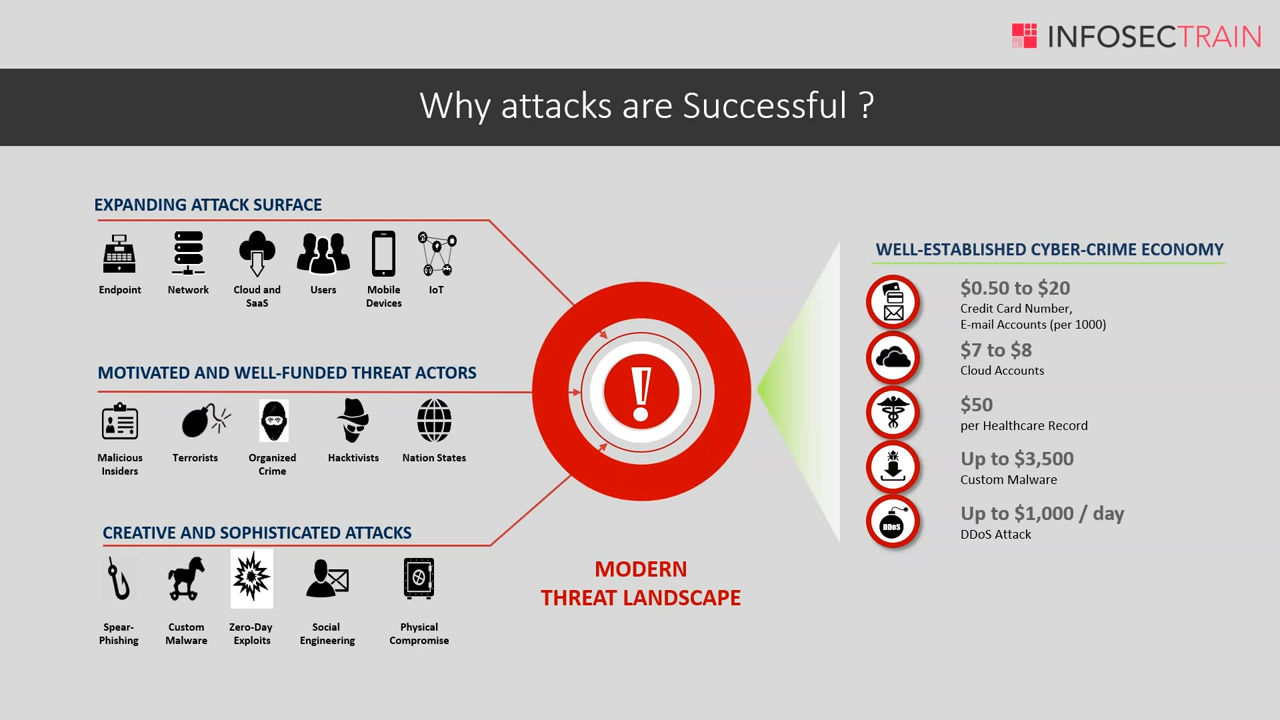 INFOSECTRAIN
Why attacks are Successful ?
EXPANDING ATTACK SURFACE
Endpoint
Network
Cloud and
SaaS
Users
Mobile
Devices
IoT
MOTIVATED AND WELL-FUNDED THREAT ACTORS
Malicious
Insiders
Terrorists
Organized
Crime
Hacktivists
Nation States
CREATIVE AND SOPHISTICATED ATTACKS
Spear-
Phishing
Custom
Malware
Zero-Day
Exploits
Social
Engineering
Physical
Compromise
!
MODERN
THREAT LANDSCAPE
WELL-ESTABLISHED CYBER-CRIME ECONOMY
$0.50 to $20
Credit Card Number,
E-mail Accounts (per 1000)
$7 to $8
Cloud Accounts
$50
per Healthcare Record
Up to $3,500
Custom Malware
DDoS
Up to $1,000 / day
DDoS Attack